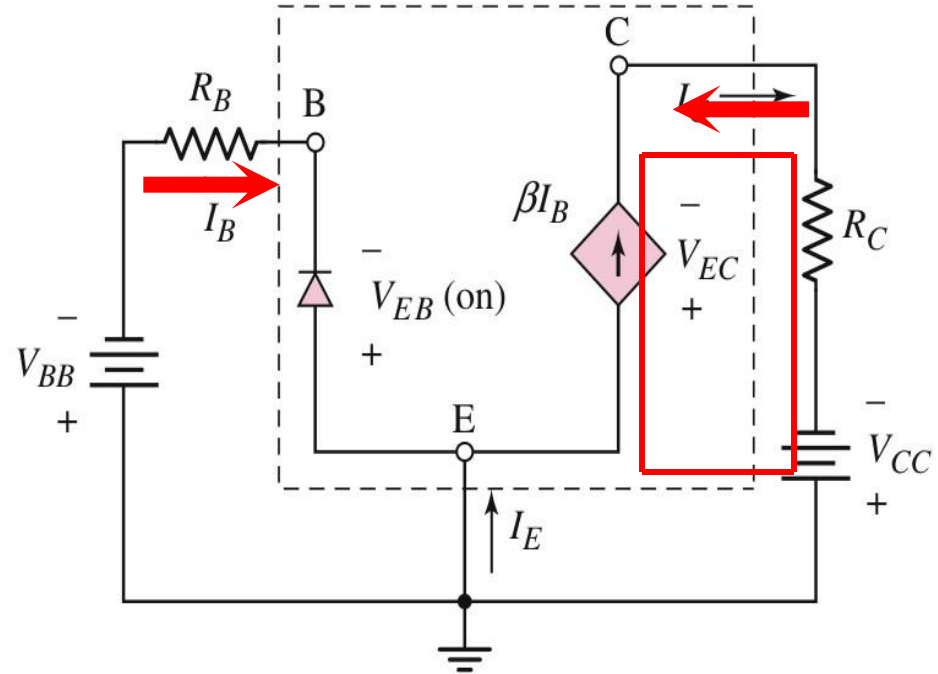 C
R_B
B
I_B
βI_B
−
V_EC
+
R_C
−
V_EB (on)
+
−
V_BB
+
E
−
V_CC
+
I_E